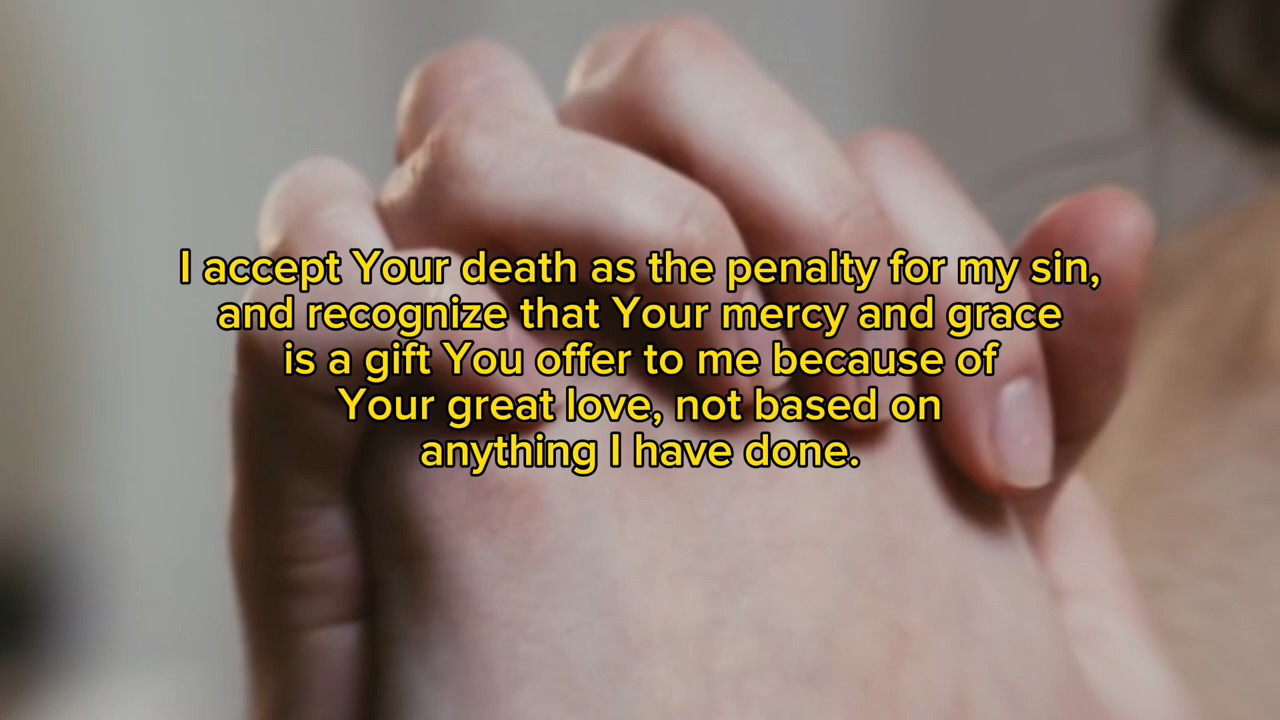 I accept Your death as the penalty for my sin,
and recognize that Your mercy and grace
is a gift You offer to me because of
Your great love, not based on
anything I have done.